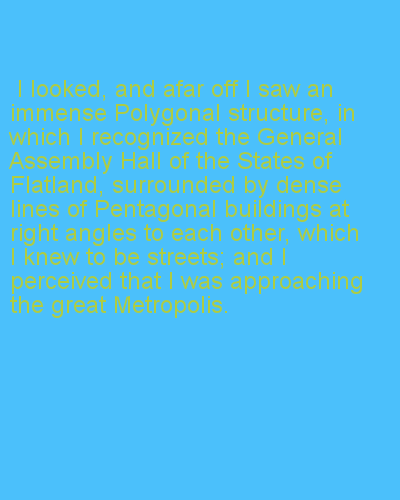 I looked, and afar off I saw an
immense Polygonal structure, in
which I recognized the General
Assembly Hall of the States of
Flatland, surrounded by dense
lines of Pentagonal buildings at
right angles to each other, which
I knew to be streets; and I
perceived that I was approaching
the great Metropolis.